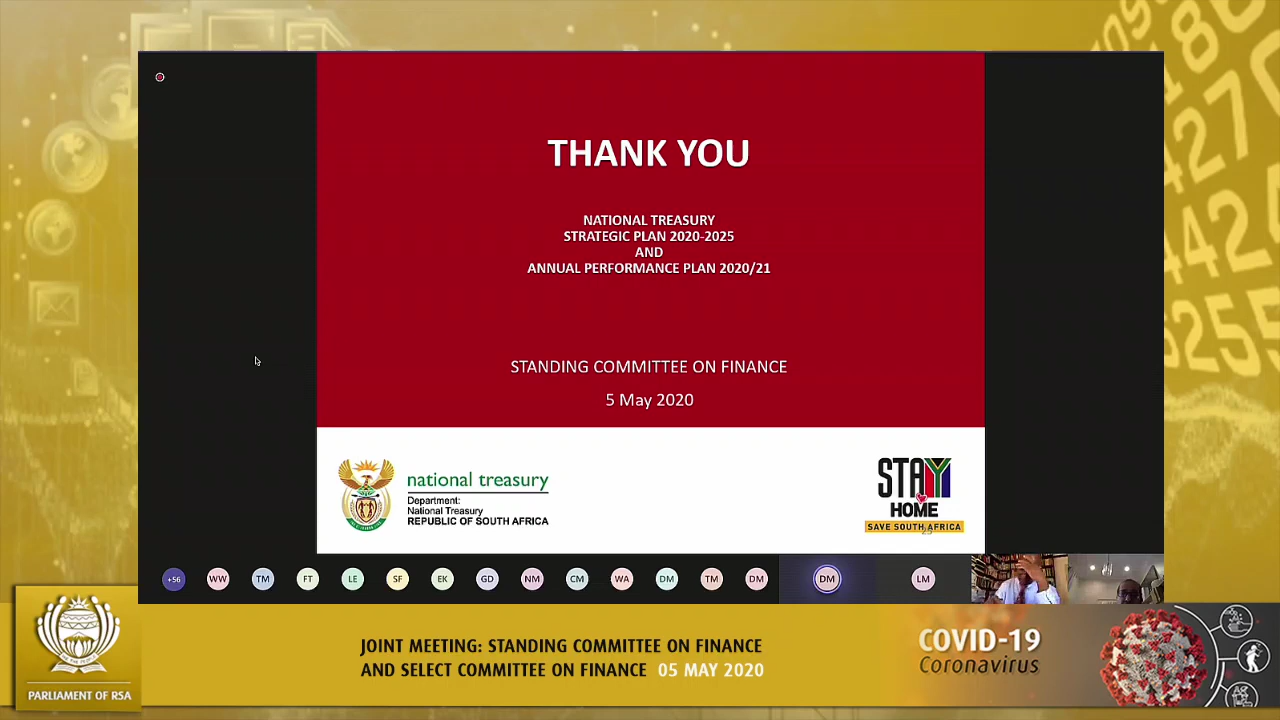 THANK YOU
NATIONAL TREASURY
STRATEGIC PLAN 2020-2025
AND
ANNUAL PERFORMANCE PLAN 2020/21
STANDING COMMITTEE ON FINANCE
5 May 2020
national treasury
Department:
National Treasury
REPUBLIC OF SOUTH AFRICA
STAY
HOME
SAVE SOUTH AFRICA
+56 WW TM FT LE SF EK GD NM CM WA DM TM DM DM LM
PARLIAMENT OF RSA
JOINT MEETING: STANDING COMMITTEE ON FINANCE
AND SELECT COMMITTEE ON FINANCE 05 MAY 2020
COVID-19
Coronavirus